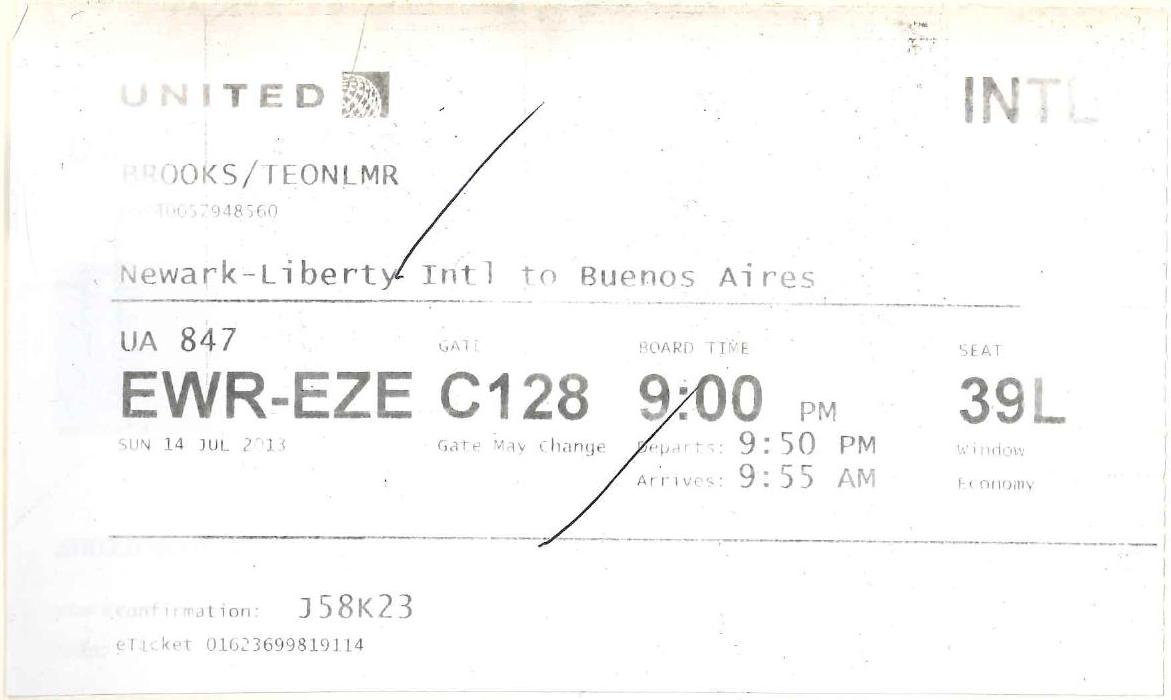 UNITED
INTL
BROOKS/TEONLMR
Newark-Liberty Intl to Buenos Aires
UA 847
GATE
BOARD TIME
SEAT
EWR-EZE
C128
9:00 PM
39L
SUN 14 JUL 2013
Gate May Change
Departs: 9:50 PM
Window
Arrives: 9:55 AM
Economy
Confirmation: J58K23
eTicket 01623699819114